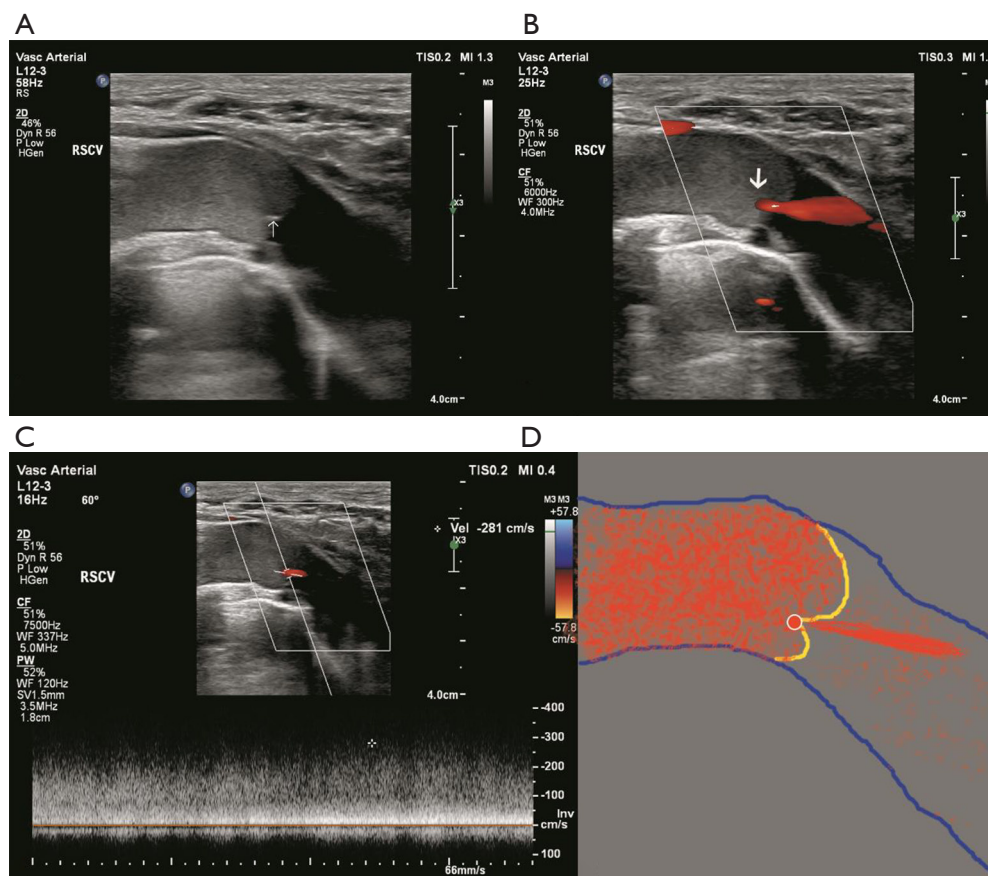 A
Vasc Arterial
TIS0.2 MI 1.3
L12-3
58Hz
RS
P
M3
2D
46%
Dyn R 56
P Low
HGen
RSCV
X3
4.0cm
B
Vasc Arterial
TIS0.3 MI 1.
L12-3
25Hz
P
M3
2D
51%
Dyn R 56
P Low
HGen
RSCV
CF
51%
6000Hz
WF 300Hz
4.0MHz
X3
4.0cm
C
Vasc Arterial
TIS0.2 MI 0.4
L12-3
16Hz 60°
P
M3 M3
+57.8
Vel -281 cm/s
X3
2D
51%
Dyn R 56
P Low
HGen
RSCV
CF
51%
7500Hz
WF 337Hz
5.0MHz
-57.8
cm/s
PW
52%
WF 120Hz
SV1.5mm
3.5MHz
1.8cm
4.0cm
-400
-300
-200
-100
Inv
cm/s
100
66mm/s
D